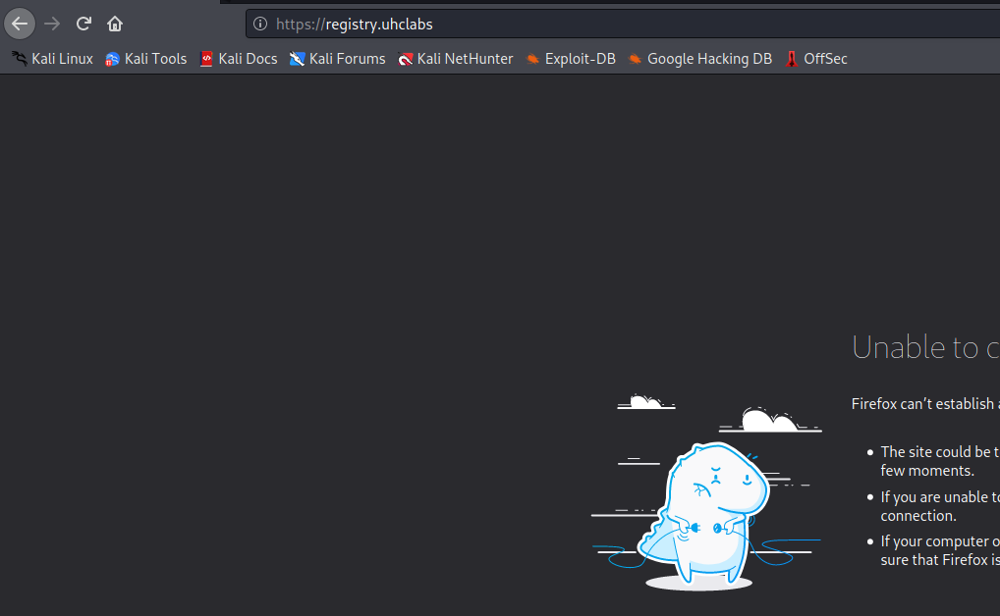 https://registry.uhclabs
Kali Linux Kali Tools Kali Docs Kali Forums Kali NetHunter Exploit-DB Google Hacking DB OffSec
Unable to c
Firefox can’t establish a
The site could be t
few moments.
If you are unable to
connection.
If your computer o
sure that Firefox is